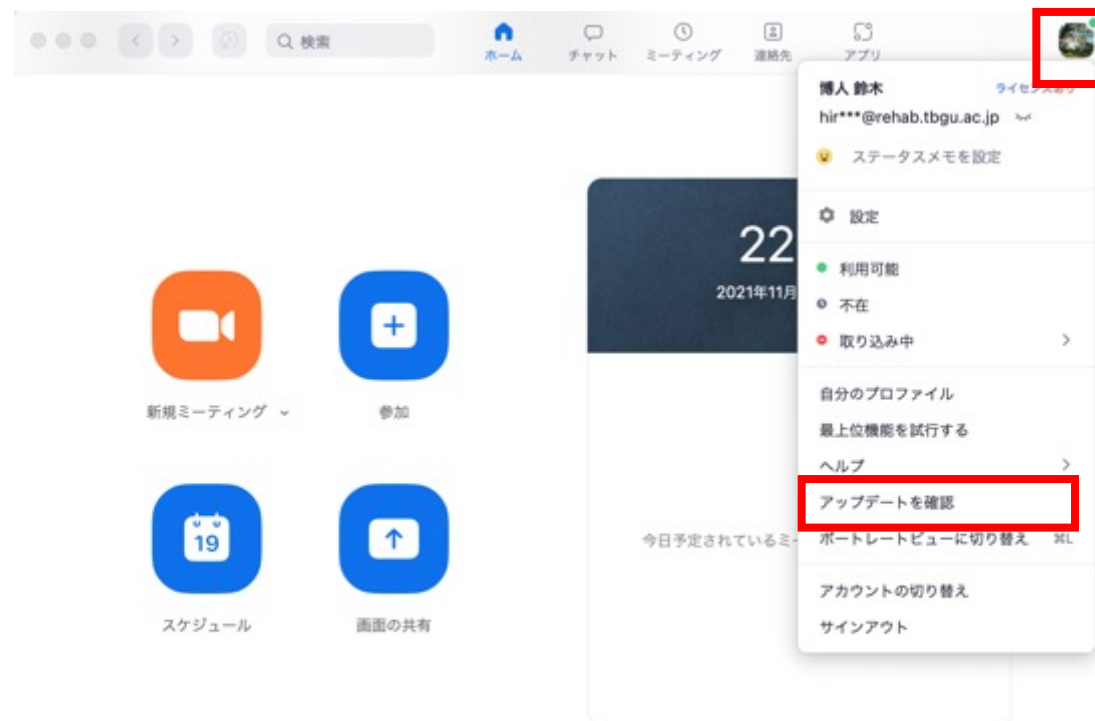 検索
ホーム
チャット
ミーティング
連絡先
アプリ
博人 鈴木
ライセンスあり
hir***@rehab.tbgu.ac.jp
ステータスメモを設定
設定
22
2021年11月
利用可能
不在
取り込み中
自分のプロファイル
最上位機能を試行する
ヘルプ
アップデートを確認
ポートレートビューに切り替え ⌘L
アカウントの切り替え
サインアウト
新規ミーティング
参加
19
スケジュール
画面の共有
今日予定されているミー